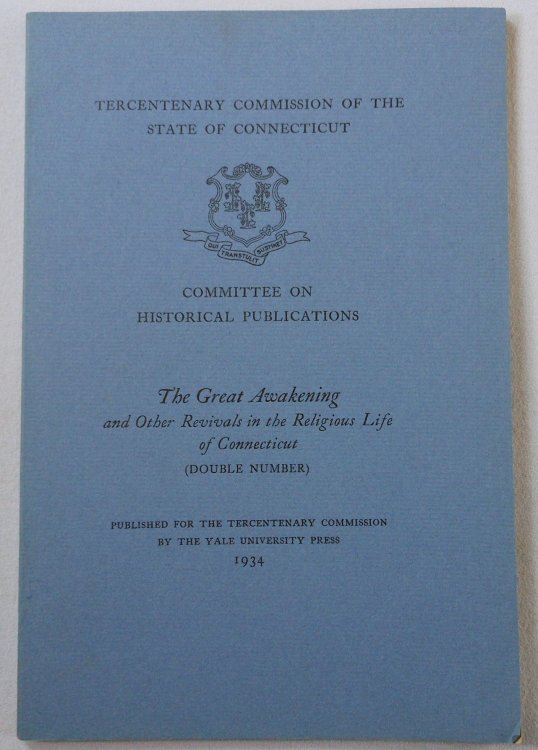 TERCENTENARY COMMISSION OF THE
STATE OF CONNECTICUT
QUI TRANSTULIT SUSTINET
COMMITTEE ON
HISTORICAL PUBLICATIONS
The Great Awakening
and Other Revivals in the Religious Life
of Connecticut
(DOUBLE NUMBER)
PUBLISHED FOR THE TERCENTENARY COMMISSION
BY THE YALE UNIVERSITY PRESS
1934